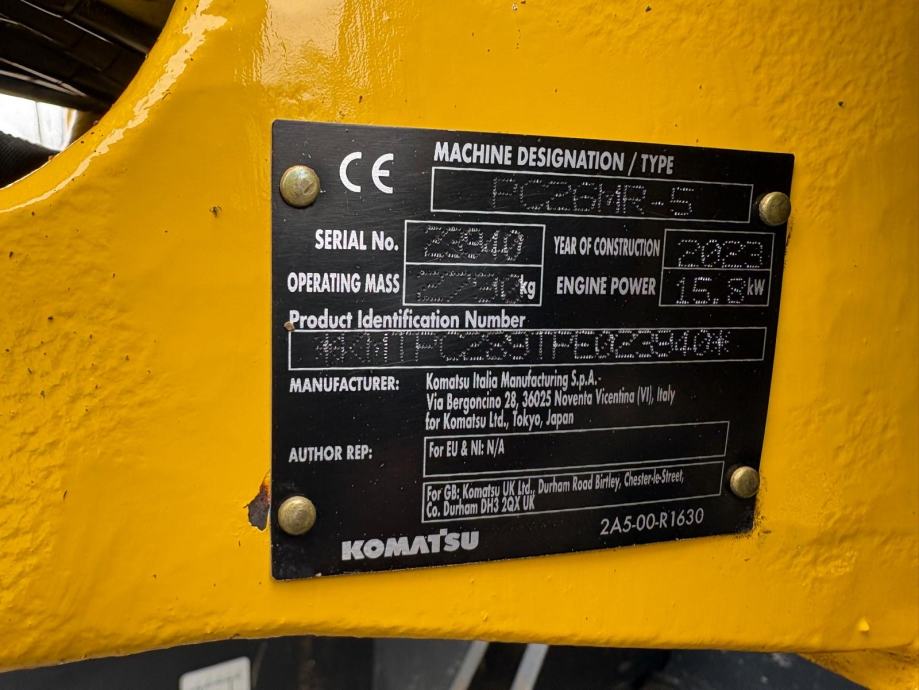 CE
MACHINE DESIGNATION / TYPE
PC26MR-5
SERIAL No. 23940
YEAR OF CONSTRUCTION 2023
OPERATING MASS kg
ENGINE POWER 15.8 kW
Product Identification Number
MANUFACTURER: Komatsu Italia Manufacturing S.p.A.-
Via Bergoncino 28, 36025 Noventa Vicentina (VI), Italy
for Komatsu Ltd., Tokyo, Japan
AUTHOR REP: For EU & NI: N/A
For GB: Komatsu UK Ltd., Durham Road Birtley, Chester-le-Street,
Co. Durham DH3 2QX UK
2A5-00-R1630
KOMATSU